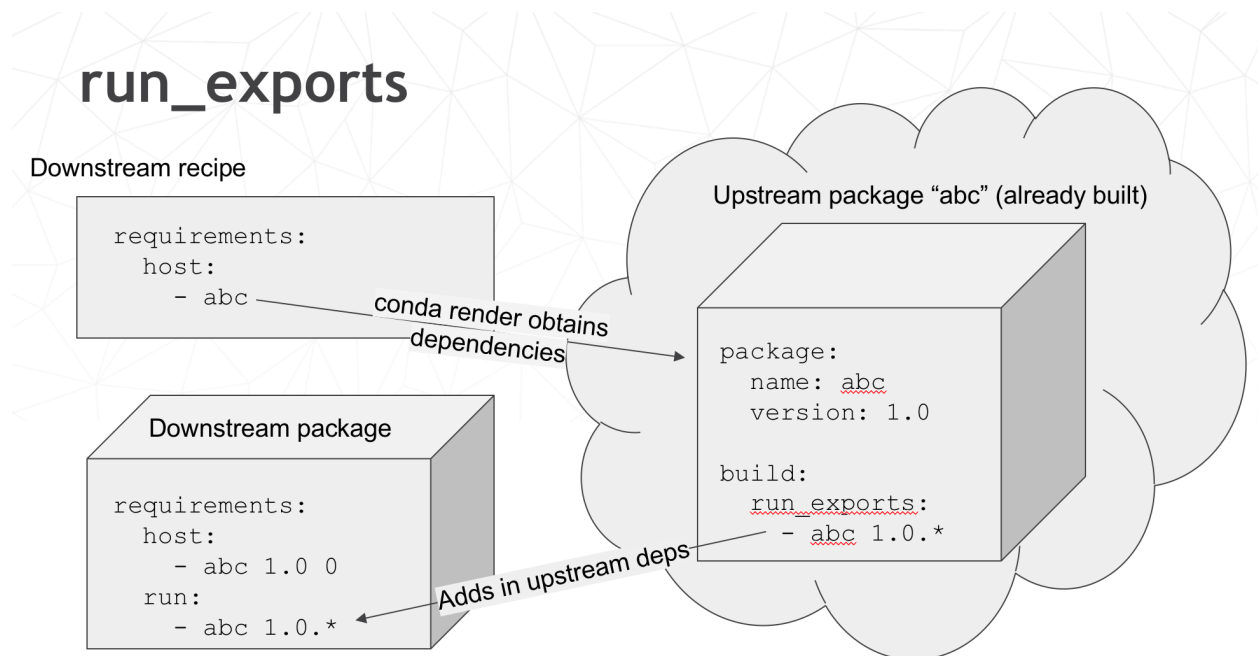 run_exports
Downstream recipe
requirements:
  host:
    - abc
conda render obtains
dependencies
Upstream package “abc” (already built)
package:
  name: abc
  version: 1.0
build:
  run_exports:
    - abc 1.0.*
Adds in upstream deps
Downstream package
requirements:
  host:
    - abc 1.0 0
  run:
    - abc 1.0.*